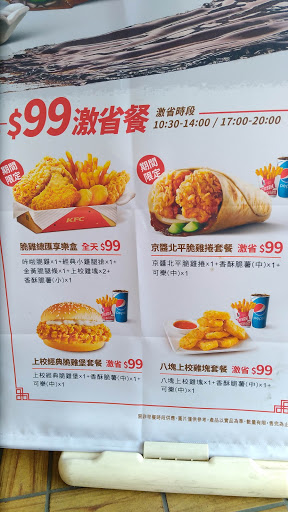 $99激省餐
激省時段
10:30-14:00 / 17:00-20:00
期間
限定
KFC
脆雞總匯享樂盒 全天 $99
咔啦脆雞×1+經典小雞腿捲×1+
金黃脆腿條×1+上校雞塊×2+
香酥脆薯(小)×1
期間
限定
京醬北平脆雞捲套餐 激省 $99
京醬北平脆雞捲×1+香酥脆薯(中)×1+
可樂(中)×1
上校經典脆雞堡套餐 激省 $99
上校經典脆雞堡×1+香酥脆薯(中)×1+
可樂(中)×1
八塊上校雞塊套餐 激省 $99
八塊上校雞塊×1+香酥脆薯(中)×1+
可樂(中)×1